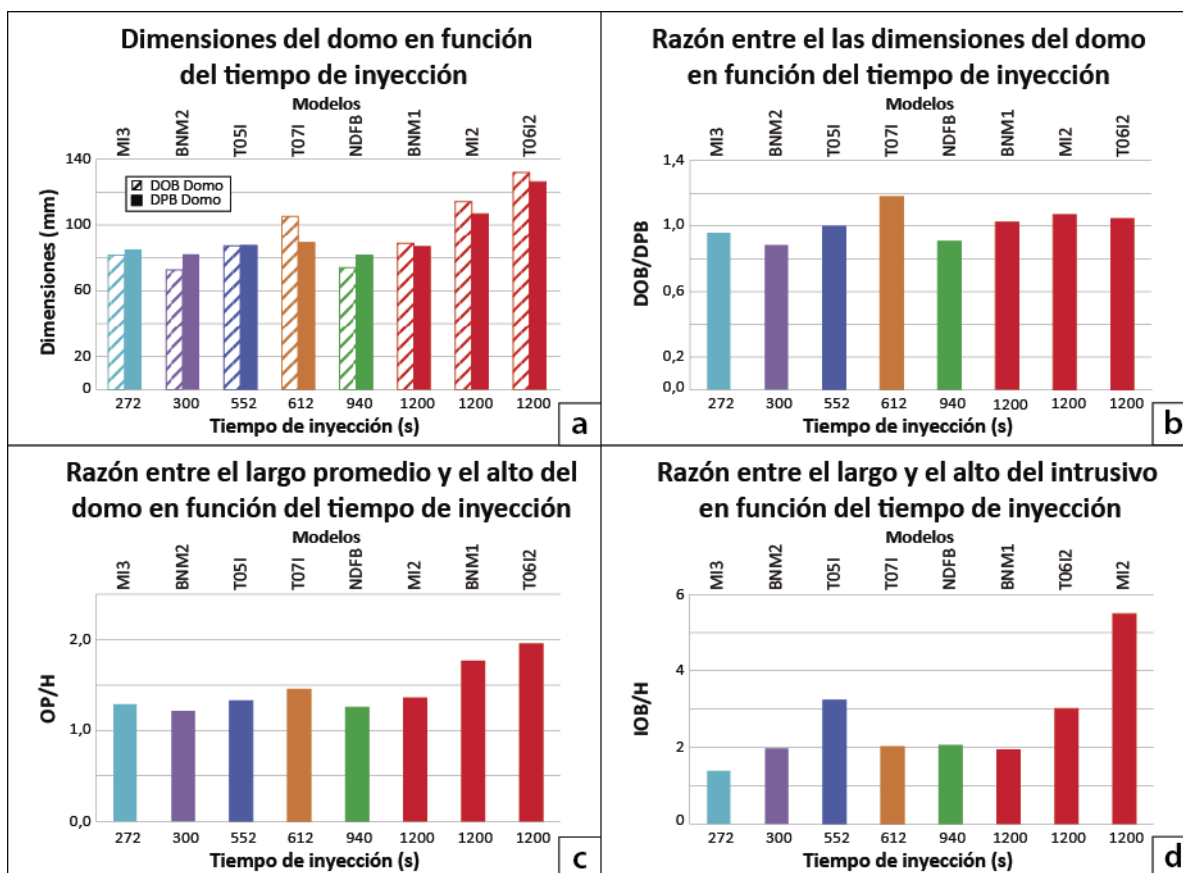 Dimensiones del domo en función
del tiempo de inyección
Modelos
MI3 BNM2 T05I T07I NDFB BNM1 MI2 T06I2
Dimensiones (mm)
140
100
60
20
0
DOB Domo
DPB Domo
272 300 552 612 940 1200 1200 1200
Tiempo de inyección (s)
a
Razón entre el las dimensiones del domo
en función del tiempo de inyección
Modelos
MI3 BNM2 T05I T07I NDFB BNM1 MI2 T06I2
DOB/DPB
1,4
1,0
0,6
0,2
0,0
272 300 552 612 940 1200 1200 1200
Tiempo de inyección (s)
b
Razón entre el largo promedio y el alto del
domo en función del tiempo de inyección
Modelos
MI3 BNM2 T05I T07I NDFB MI2 BNM1 T06I2
OP/H
2,0
1,0
0,0
272 300 552 612 940 1200 1200 1200
Tiempo de inyección (s)
c
Razón entre el largo y el alto del intrusivo
en función del tiempo de inyección
Modelos
MI3 BNM2 T05I T07I NDFB BNM1 T06I2 MI2
IOB/H
6
4
2
0
272 300 552 612 940 1200 1200 1200
Tiempo de inyección (s)
d